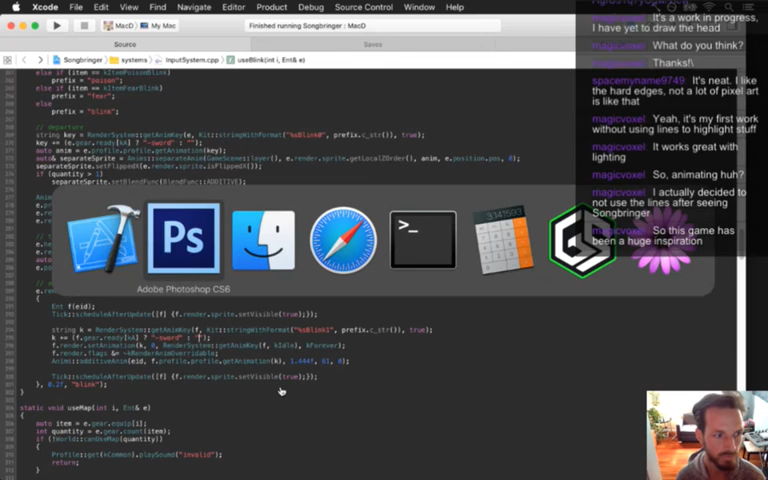 Xcode File Edit View Find Navigate Editor Product Debug Source Control Window Help
MacD My Mac
Finished running Songbringer : MacD
Source
Saves
Songbringer systems InputSystem.cpp useBlink(int i, Ent& e)
else if (item == kItemPoisonBlink)
prefix = "poison";
else if (item == kItemFearBlink)
prefix = "fear";
else
prefix = "blink";
// departure
string key = RenderSystem::getAnimKey(e, Kit::stringWithFormat("%sBlink0", prefix.c_str()), true);
key += (e.gear.ready[kA] ? "-sword" : "");
auto anim = e.profile.profile.getAnimation(key);
auto& separateSprite = Anims::separateAnim(GameScene::layer(), e.render.sprite.getLocalZOrder(), anim, e.position.pos, 0);
separateSprite.setFlippedX(e.render.sprite.isFlippedX());
if (quantity > 1)
separateSprite.setBlendFunc(BlendFunc::ADDITIVE);
3.141593
>_
Ps
Adobe Photoshop CS6
{
Ent f(eid);
Tick::scheduleAfterUpdate([f] {f.render.sprite.setVisible(true);});
string k = RenderSystem::getAnimKey(f, Kit::stringWithFormat("%sBlink1", prefix.c_str()), true);
k += (f.gear.ready[kA] ? "-sword" : "");
f.render.setAnimation(k, 0, RenderSystem::getAnimKey(f, kIdle), kForever);
f.render.flags &= ~kRenderAnimOverridable;
Anims::additiveAnim(eid, f.profile.profile.getAnimation(k), 1.444f, 61, 0);
Tick::scheduleAfterUpdate([f] {f.render.sprite.setVisible(true);});
}, 0.2f, "blink");
}
static void useMap(int i, Ent& e)
{
auto item = e.gear.equip[i];
int quantity = e.gear.count(item);
if (!mWorld::canUseMap(quantity))
{
Profile::get(kCommon).playSound("invalid");
return;
}
magicvoxel It's a work in progress,
I have yet to draw the head
magicvoxel What do you think?
magicvoxel Thanks!\
spacemyname9749 It's neat. I like
the hard edges, not a lot of pixel art
is like that
magicvoxel Yeah, it's my first work
without using lines to highlight stuff
magicvoxel It works great with
lighting
magicvoxel So, animating huh?
magicvoxel I actually decided to
not use the lines after seeing
Songbringer
magicvoxel So this game has
been a huge inspiration